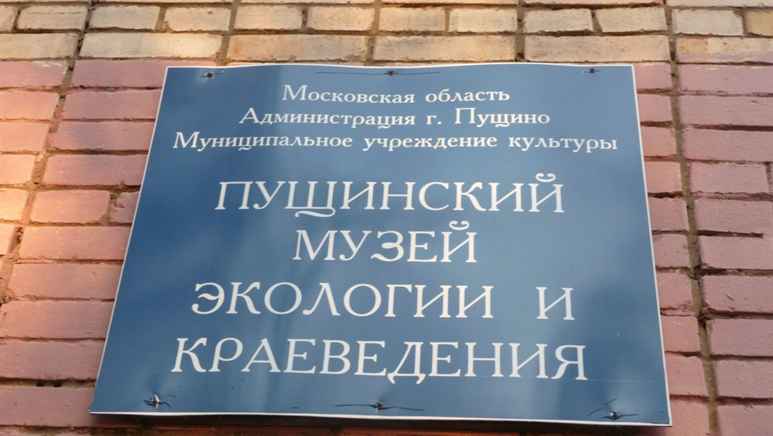 Московская область
Администрация г. Пущино
Муниципальное учреждение культуры
ПУЩИНСКИЙ
МУЗЕЙ
ЭКОЛОГИИ И
КРАЕВЕДЕНИЯ